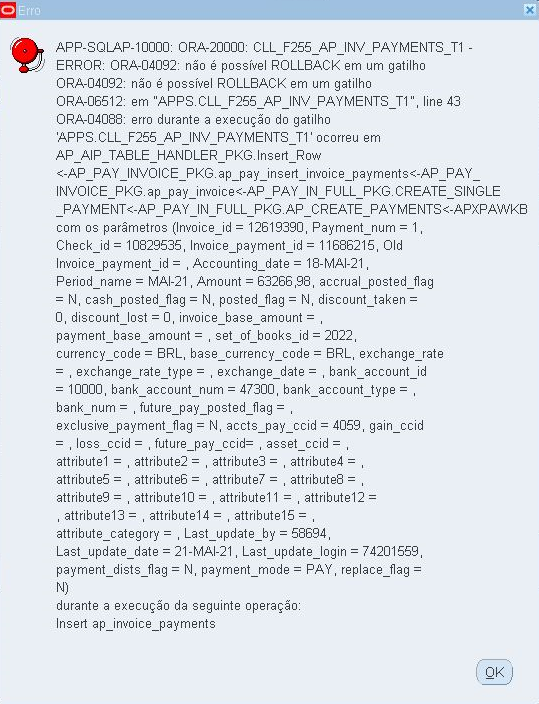 Erro
APP-SQLAP-10000: ORA-20000: CLL_F255_AP_INV_PAYMENTS_T1 -
ERROR: ORA-04092: não é possível ROLLBACK em um gatilho
ORA-04092: não é possível ROLLBACK em um gatilho
ORA-06512: em "APPS.CLL_F255_AP_INV_PAYMENTS_T1", line 43
ORA-04088: erro durante a execução do gatilho
'APPS.CLL_F255_AP_INV_PAYMENTS_T1' ocorreu em
AP_AIP_TABLE_HANDLER_PKG.Insert_Row
<-AP_PAY_INVOICE_PKG.ap_pay_insert_invoice_payments<-AP_PAY_
INVOICE_PKG.ap_pay_invoice<-AP_PAY_IN_FULL_PKG.CREATE_SINGLE
_PAYMENT<-AP_PAY_IN_FULL_PKG.AP_CREATE_PAYMENTS<-APXPAWKB
com os parâmetros (Invoice_id = 12619390, Payment_num = 1,
Check_id = 10829535, Invoice_payment_id = 11686215, Old
Invoice_payment_id = , Accounting_date = 18-MAI-21,
Period_name = MAI-21, Amount = 63266,98, accrual_posted_flag
= N, cash_posted_flag = N, posted_flag = N, discount_taken =
0, discount_lost = 0, invoice_base_amount = ,
payment_base_amount = , set_of_books_id = 2022,
currency_code = BRL, base_currency_code = BRL, exchange_rate
= , exchange_rate_type = , exchange_date = , bank_account_id
= 10000, bank_account_num = 47300, bank_account_type = ,
bank_num = , future_pay_posted_flag = ,
exclusive_payment_flag = N, accts_pay_ccid = 4059, gain_ccid
= , loss_ccid = , future_pay_ccid= , asset_ccid = ,
attribute1 = , attribute2 = , attribute3 = , attribute4 = ,
attribute5 = , attribute6 = , attribute7 = , attribute8 = ,
attribute9 = , attribute10 = , attribute11 = , attribute12 =
, attribute13 = , attribute14 = , attribute15 = ,
attribute_category = , Last_update_by = 58694,
Last_update_date = 21-MAI-21, Last_update_login = 74201559,
payment_dists_flag = N, payment_mode = PAY, replace_flag =
N)
durante a execução da seguinte operação:
Insert ap_invoice_payments
OK